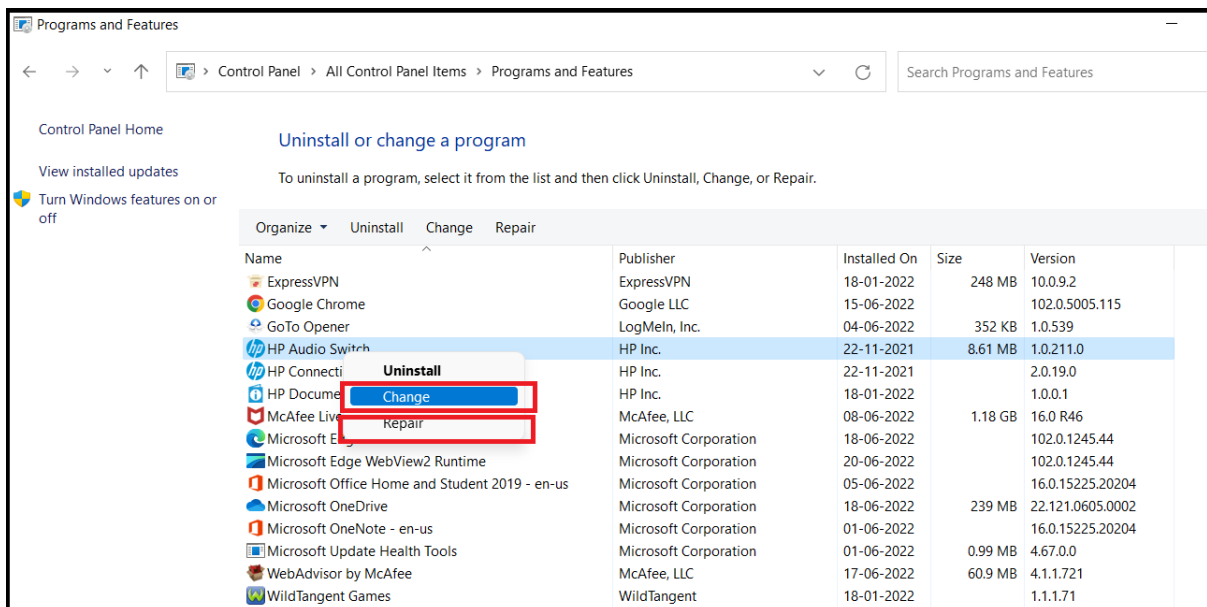 Programs and Features
Control Panel > All Control Panel Items > Programs and Features
Search Programs and Features
Control Panel Home
View installed updates
Turn Windows features on or
off
Uninstall or change a program
To uninstall a program, select it from the list and then click Uninstall, Change, or Repair.
Organize Uninstall Change Repair
Name Publisher Installed On Size Version
ExpressVPN ExpressVPN 18-01-2022 248 MB 10.0.9.2
Google Chrome Google LLC 15-06-2022 102.0.5005.115
GoTo Opener LogMeIn, Inc. 04-06-2022 352 KB 1.0.539
HP Audio Switch HP Inc. 22-11-2021 8.61 MB 1.0.211.0
HP Connecti HP Inc. 22-11-2021 2.0.19.0
HP Docume HP Inc. 18-01-2022 1.0.0.1
McAfee Live McAfee, LLC 08-06-2022 1.18 GB 16.0 R46
Microsoft Edge Microsoft Corporation 18-06-2022 102.0.1245.44
Uninstall
Change
Repair
Microsoft Edge WebView2 Runtime Microsoft Corporation 20-06-2022 102.0.1245.44
Microsoft Office Home and Student 2019 - en-us Microsoft Corporation 05-06-2022 16.0.15225.20204
Microsoft OneDrive Microsoft Corporation 18-06-2022 239 MB 22.121.0605.0002
Microsoft OneNote - en-us Microsoft Corporation 01-06-2022 16.0.15225.20204
Microsoft Update Health Tools Microsoft Corporation 01-06-2022 0.99 MB 4.67.0.0
WebAdvisor by McAfee McAfee, LLC 17-06-2022 60.9 MB 4.1.1.721
WildTangent Games WildTangent 18-01-2022 1.1.1.71